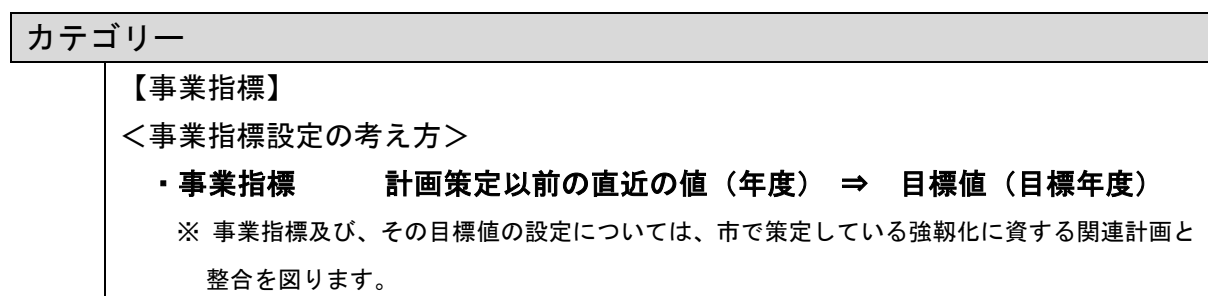 カテゴリー
【事業指標】
＜事業指標設定の考え方＞
・事業指標　　　計画策定以前の直近の値（年度）　⇒　目標値（目標年度）
※ 事業指標及び、その目標値の設定については、市で策定している強靱化に資する関連計画と
整合を図ります。